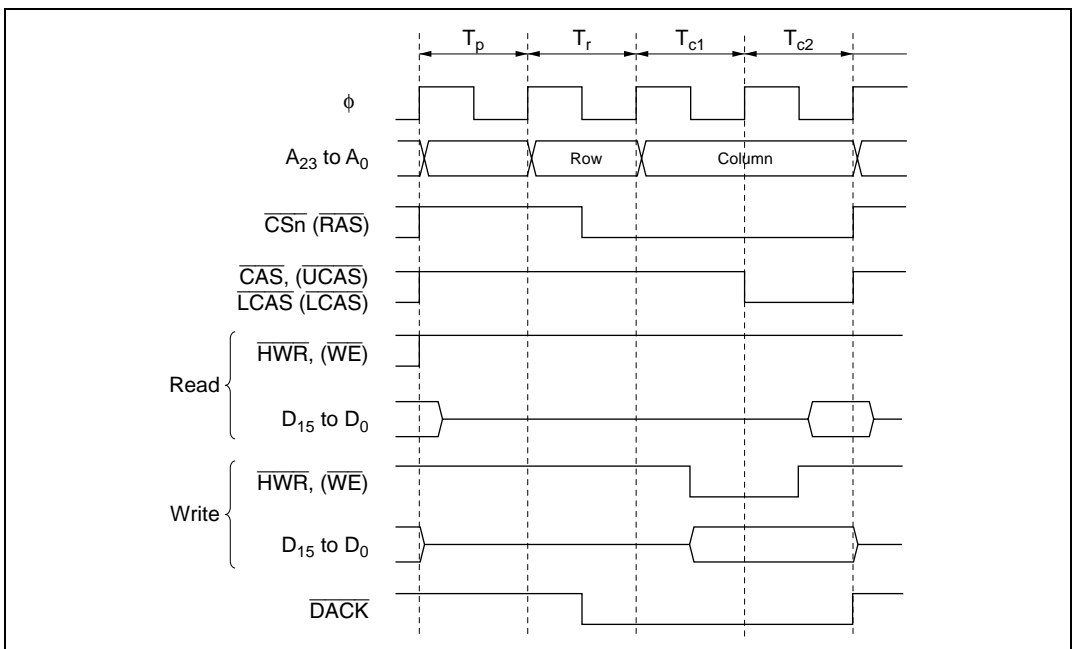 Tp Tr Tc1 Tc2
φ
A23 to A0
Row Column
CSn (RAS)
CAS, (UCAS)
LCAS (LCAS)
Read
HWR, (WE)
D15 to D0
Write
HWR, (WE)
D15 to D0
DACK